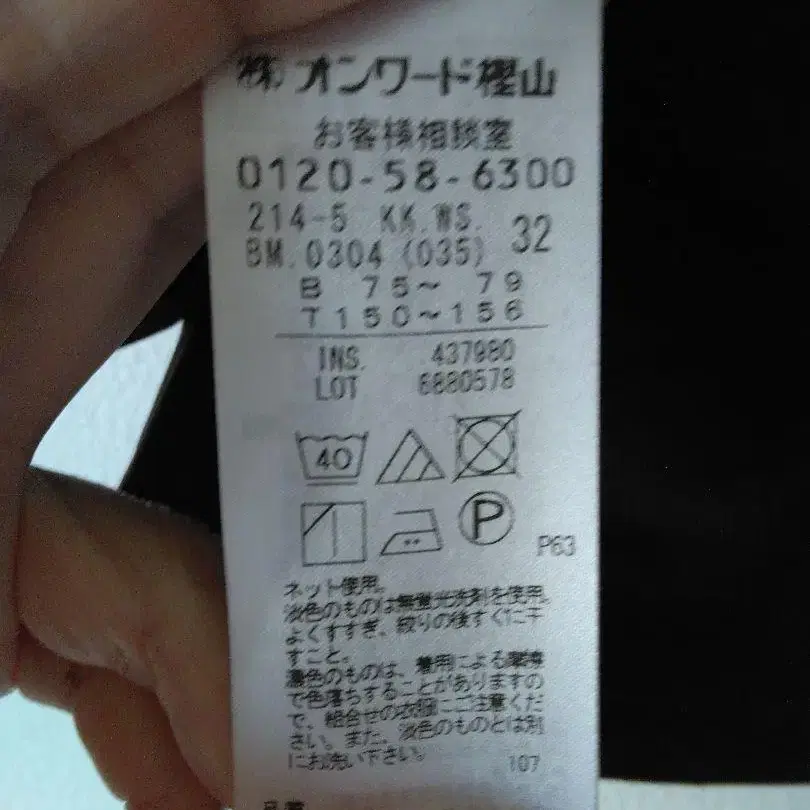 ㈱オンワード樫山
お客様相談室
0120-58-6300
214-5 KK.WS. 32
BM.0304 (035)
B 75～ 79
T150～156
INS. 437980
LOT 6880578
40
P
P63
ネット使用。
淡色のものは無蛍光洗剤を使用。
よくすすぎ、絞りの後すぐに干
すこと。
濃色のものは、着用による摩擦
で色落ちすることがありますの
で、組合せの衣服にご注意くだ
さい。また、淡色のものとは別
にお洗い下さい。
107